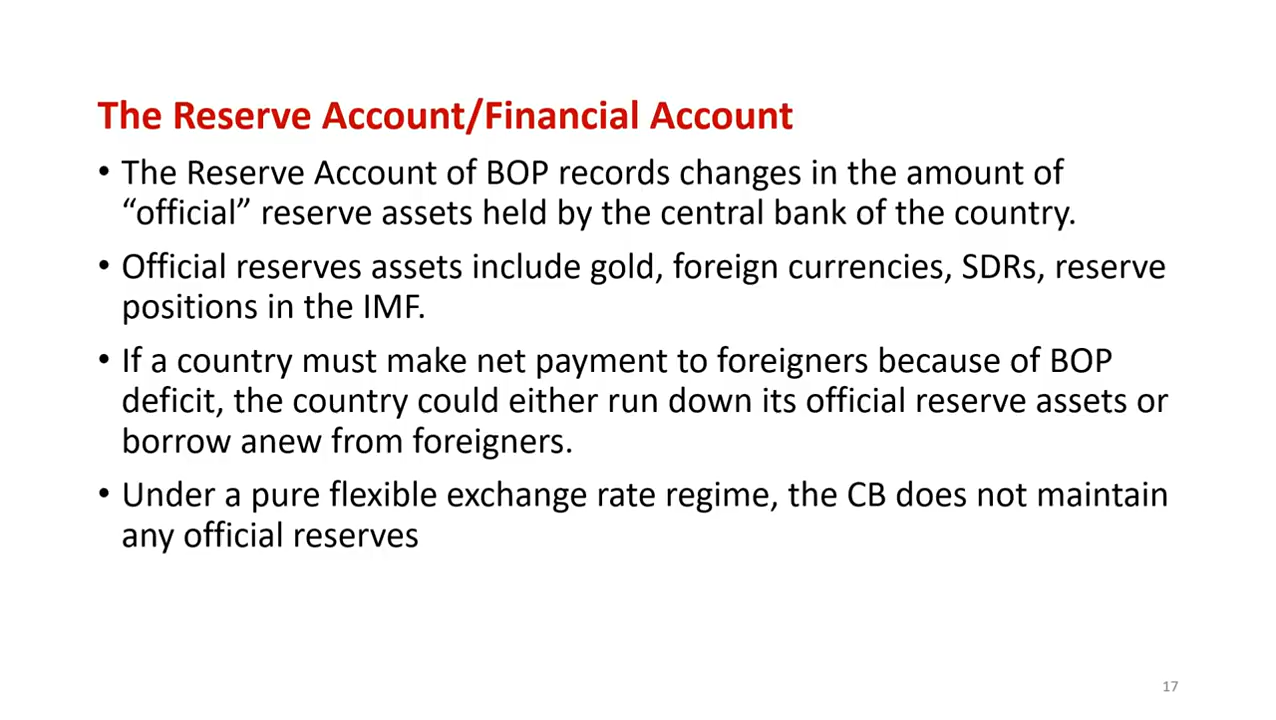 The Reserve Account/Financial Account
• The Reserve Account of BOP records changes in the amount of
“official” reserve assets held by the central bank of the country.
• Official reserves assets include gold, foreign currencies, SDRs, reserve
positions in the IMF.
• If a country must make net payment to foreigners because of BOP
deficit, the country could either run down its official reserve assets or
borrow anew from foreigners.
• Under a pure flexible exchange rate regime, the CB does not maintain
any official reserves
17